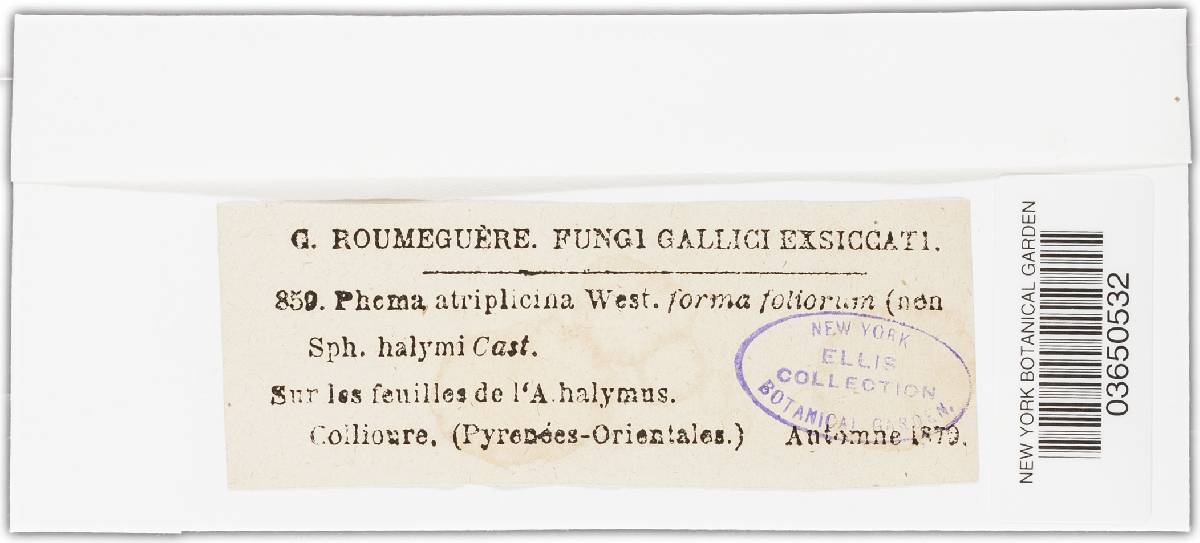 G. ROUMEGUÈRE. FUNGI GALLICI EXSICCATI.
859. Phoma atriplicina West. forma foliorum (non
Sph. halymi Cast.
Sur les feuilles de l'A. halymus.
Collioure. (Pyrenées-Orientales.) Automne 1879.
NEW YORK
ELLIS
COLLECTION
BOTANICAL GARDEN.
NEW YORK BOTANICAL GARDEN
03650532